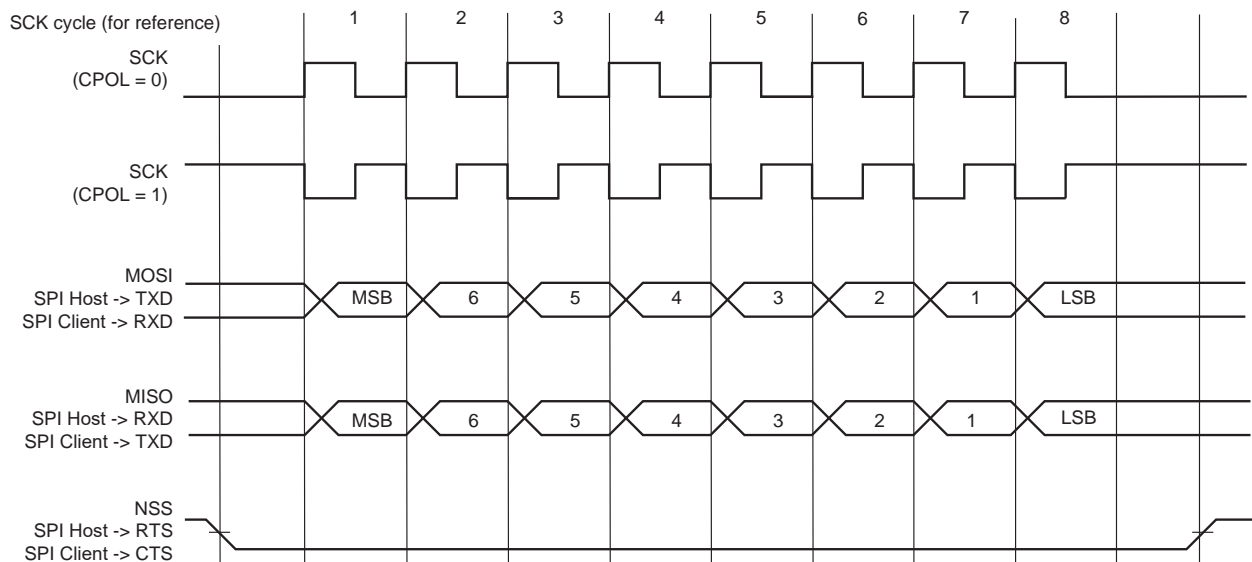 SCK cycle (for reference)
1 2 3 4 5 6 7 8
SCK
(CPOL = 0)
SCK
(CPOL = 1)
MOSI
SPI Host -> TXD
SPI Client -> RXD
MSB 6 5 4 3 2 1 LSB
MISO
SPI Host -> RXD
SPI Client -> TXD
MSB 6 5 4 3 2 1 LSB
NSS
SPI Host -> RTS
SPI Client -> CTS